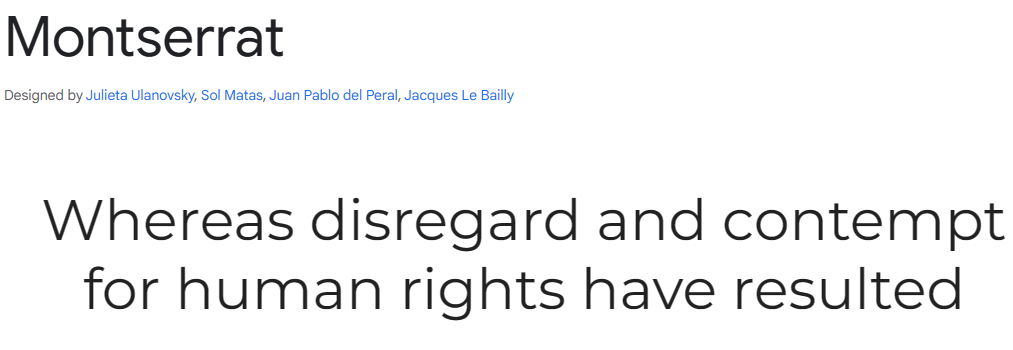 Montserrat
Designed by Julieta Ulanovsky, Sol Matas, Juan Pablo del Peral, Jacques Le Bailly
Whereas disregard and contempt
for human rights have resulted